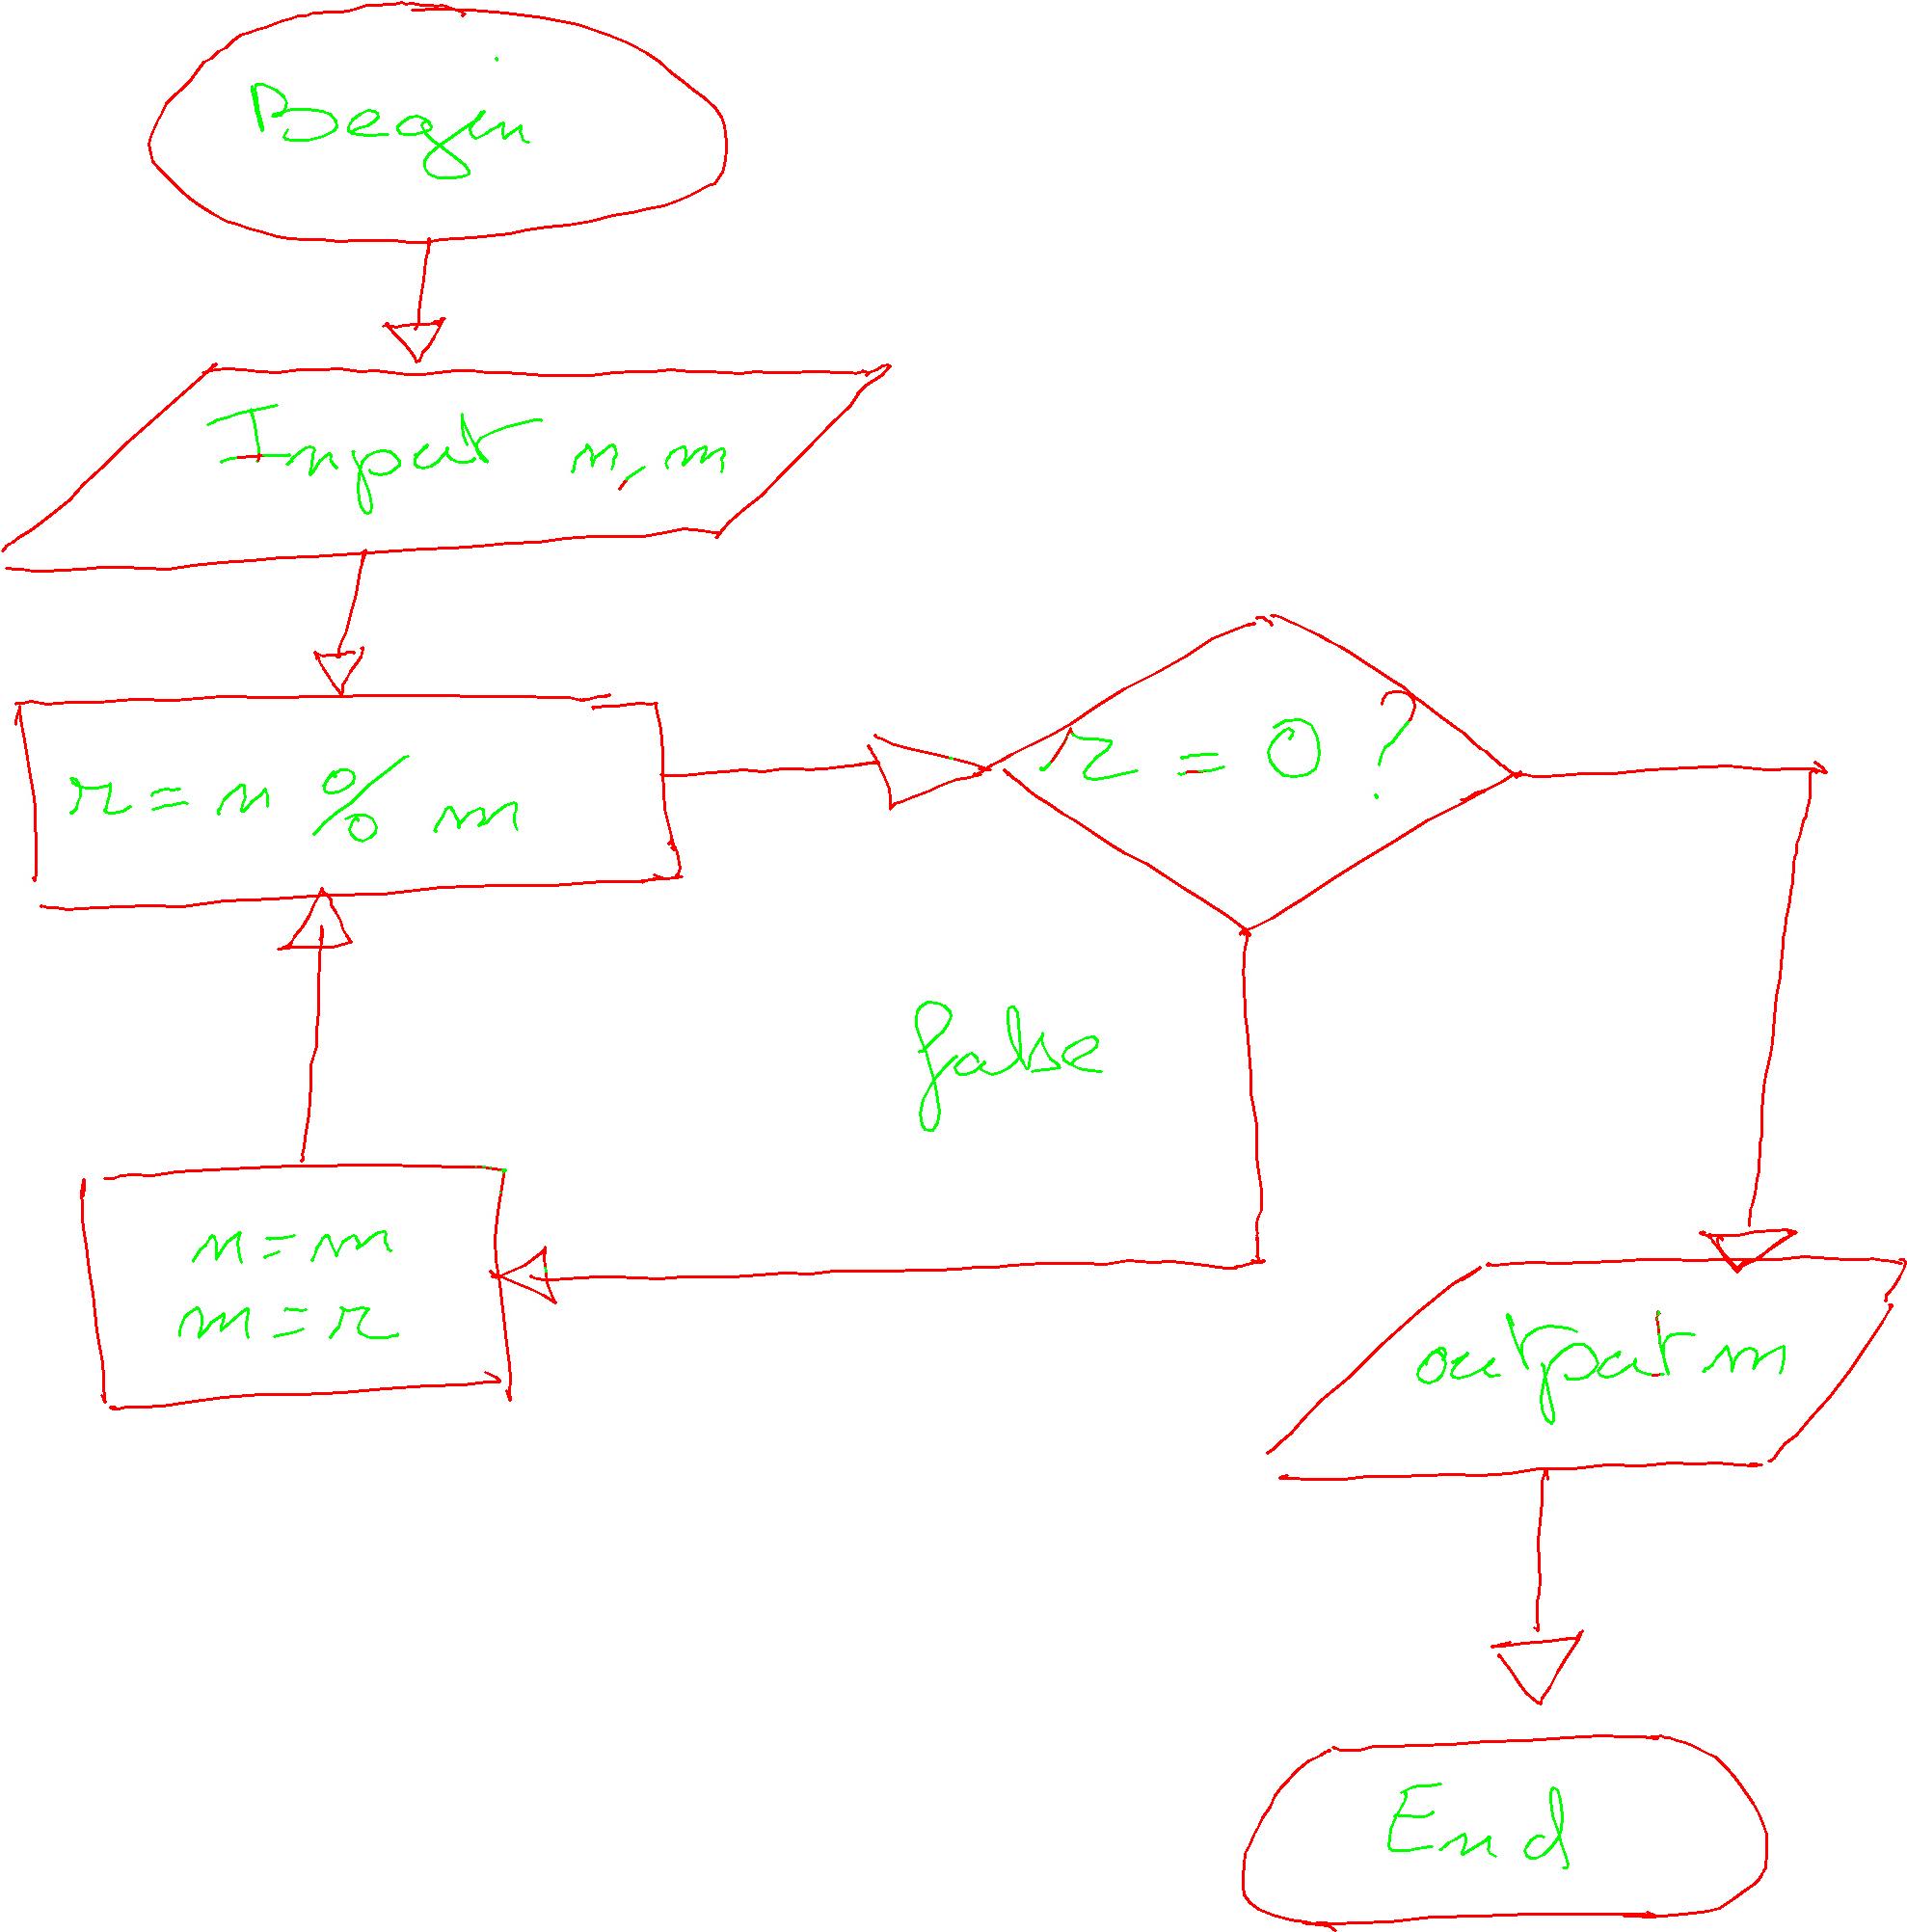 Begin
Input n, m
r = n % m
r = 0 ?
false
n = m
m = r
output m
End